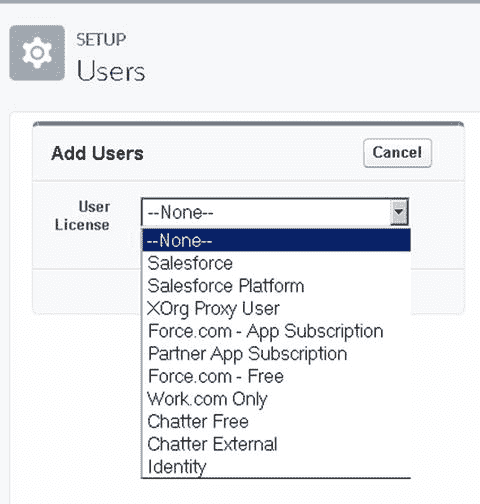 SETUP
Users
Add Users
Cancel
User
License
--None--
--None--
Salesforce
Salesforce Platform
XOrg Proxy User
Force.com - App Subscription
Partner App Subscription
Force.com - Free
Work.com Only
Chatter Free
Chatter External
Identity